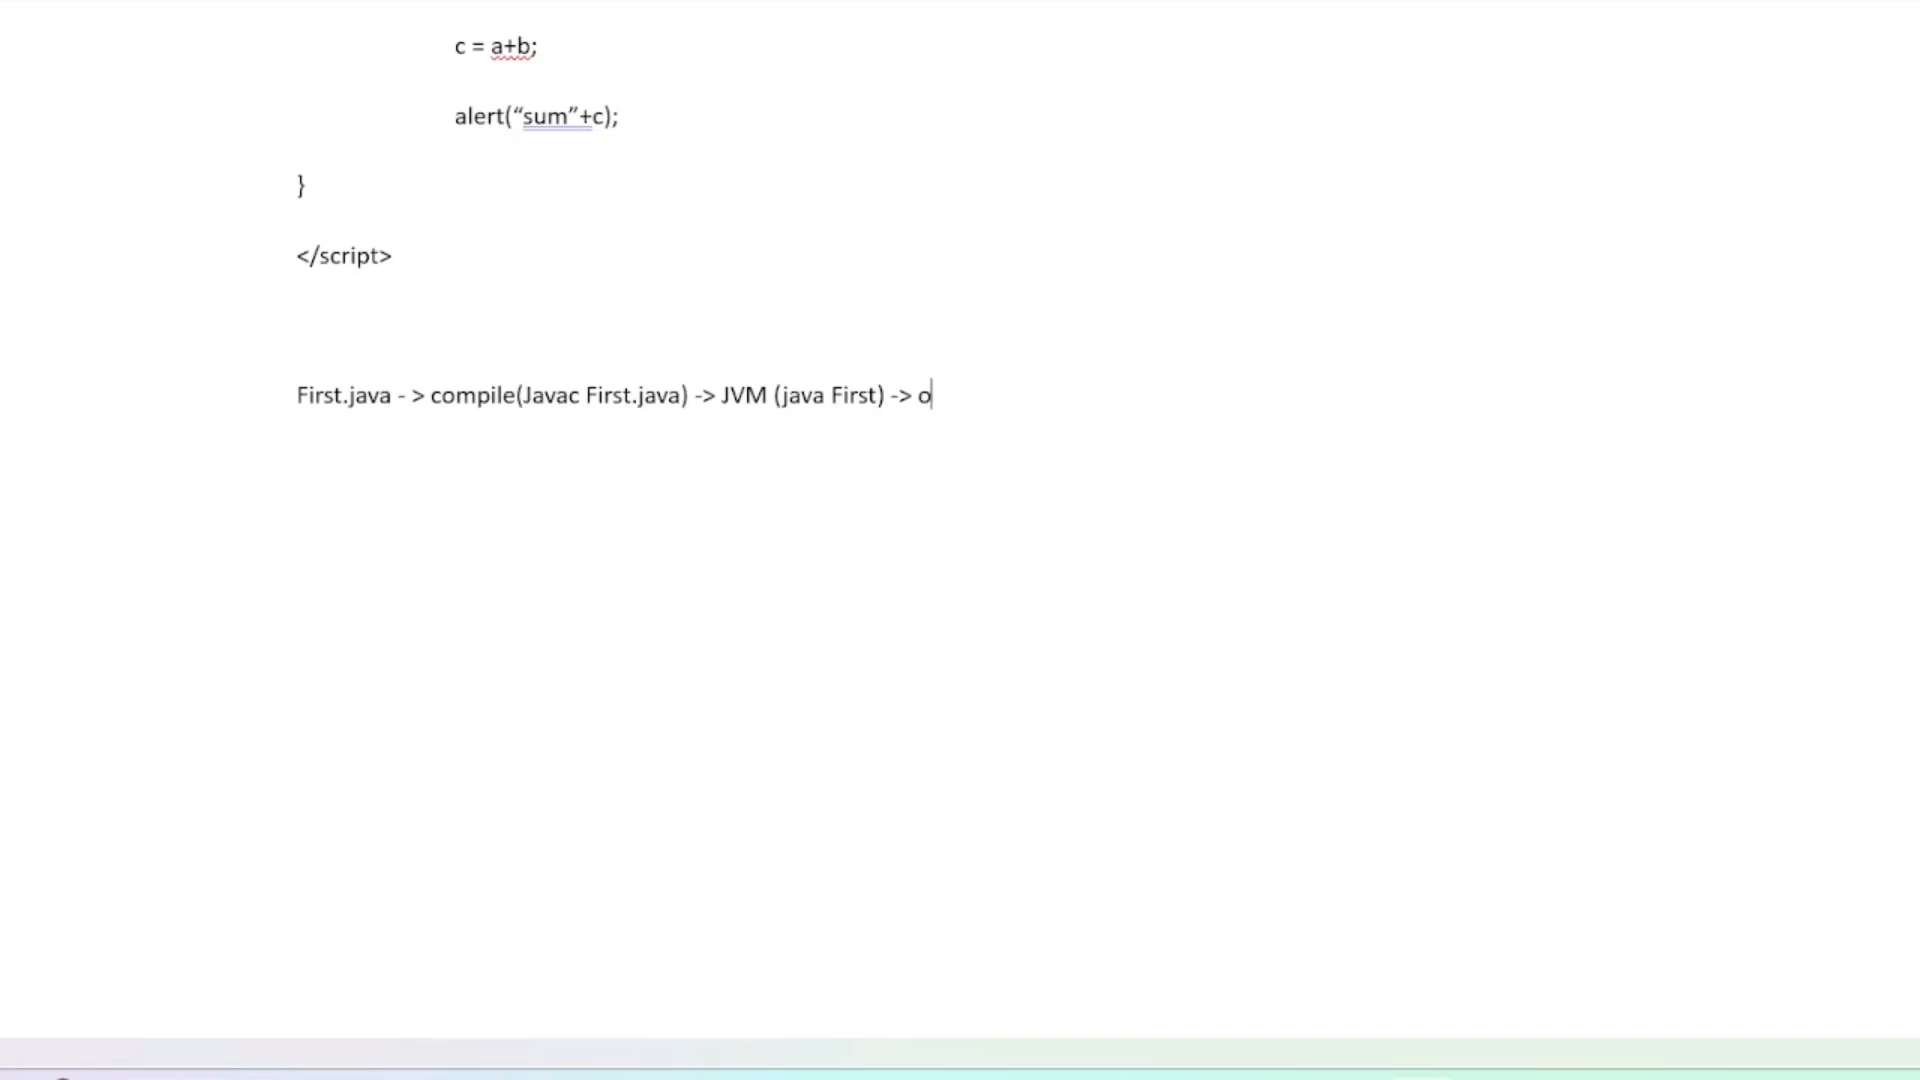 c = a+b;
alert(“sum”+c);
}
</script>
First.java - > compile(Javac First.java) -> JVM (java First) -> o